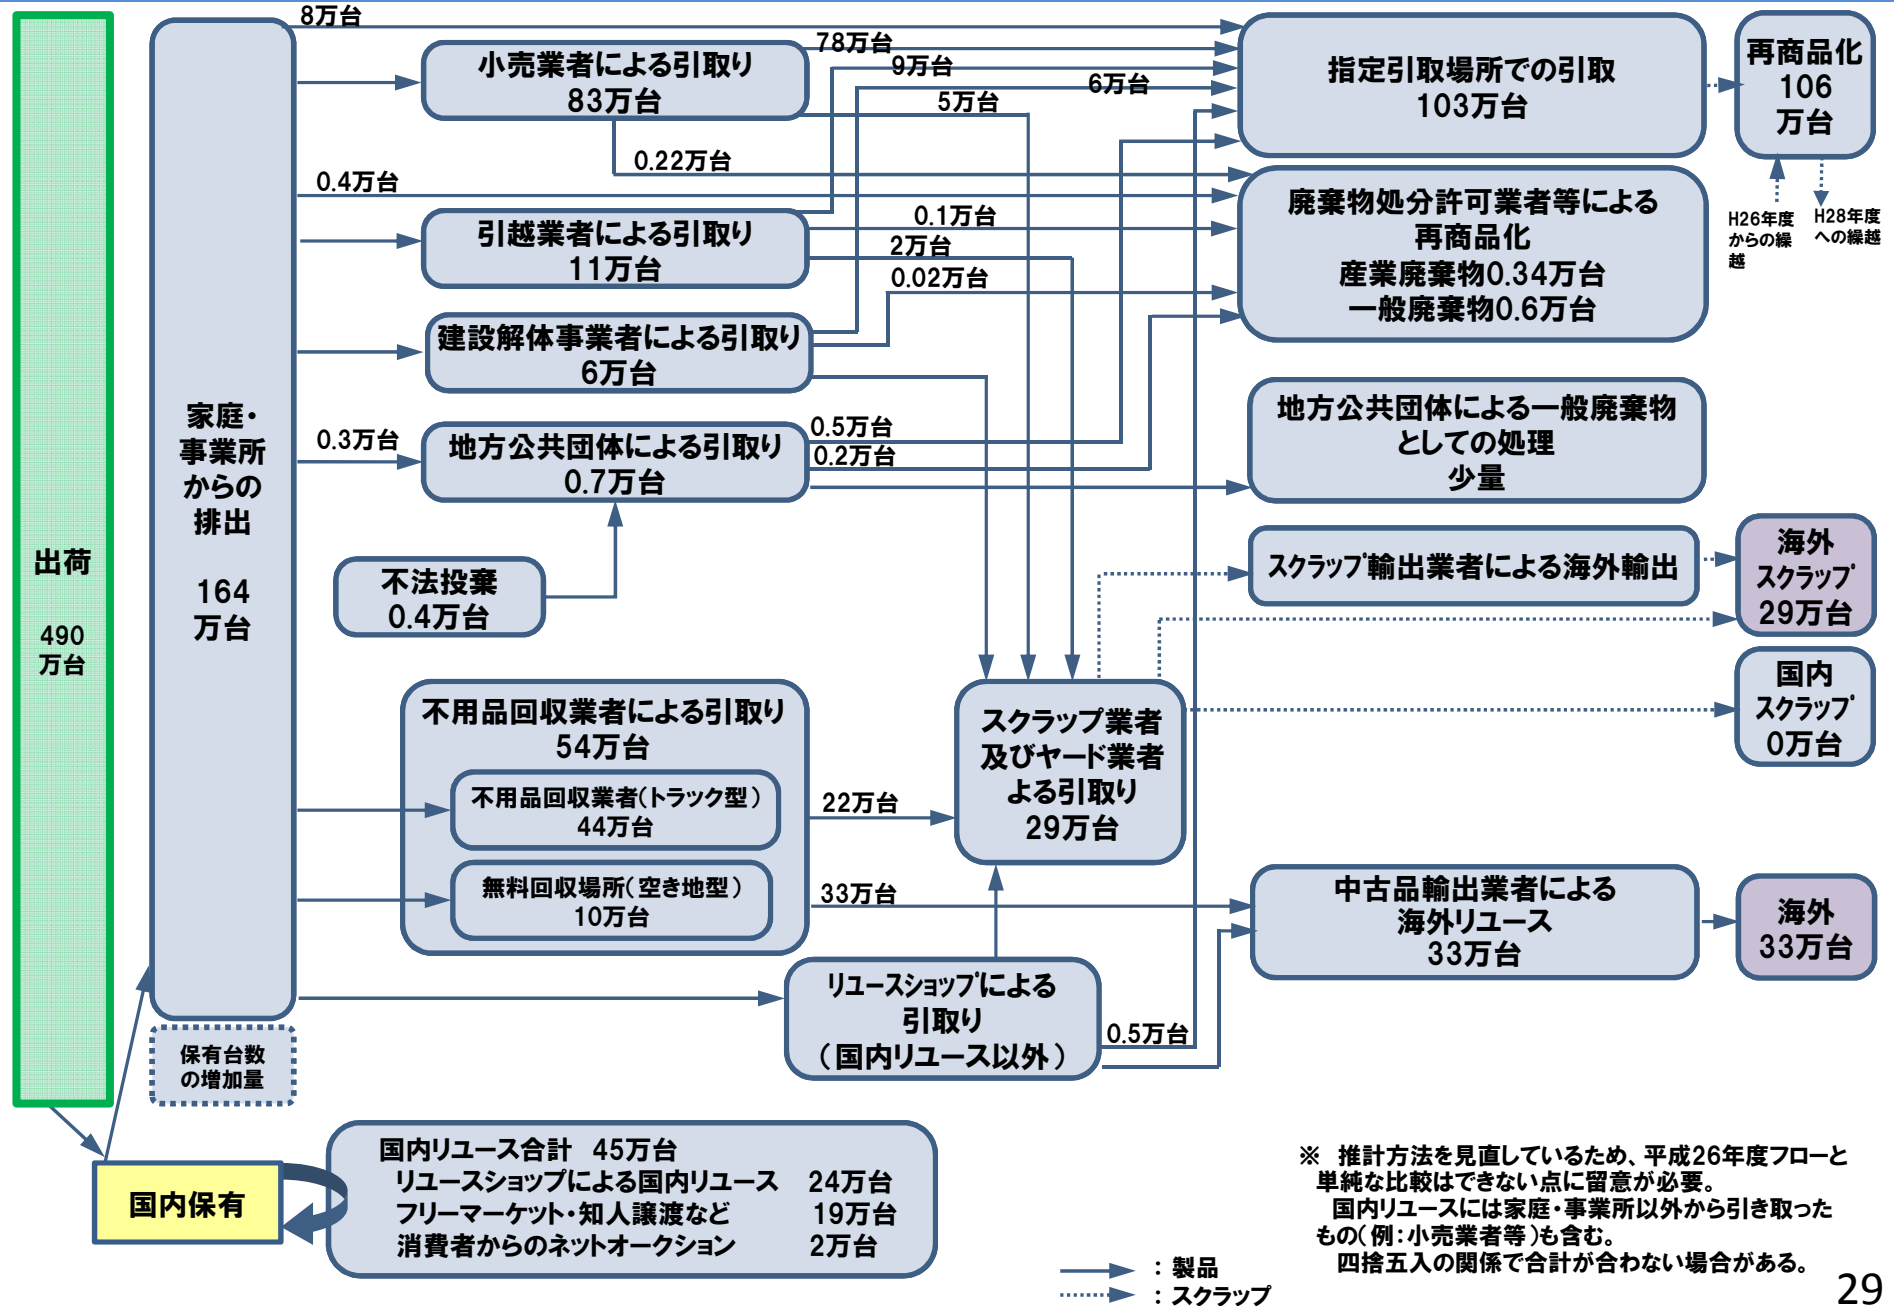 出荷
490
万台
家庭・
事業所
からの
排出
164
万台
保有台数
の増加量
国内保有
8万台
小売業者による引取り
83万台
78万台
9万台
6万台
5万台
0.22万台
0.4万台
引越業者による引取り
11万台
0.1万台
2万台
0.02万台
建設解体事業者による引取り
6万台
0.3万台
地方公共団体による引取り
0.7万台
0.5万台
0.2万台
不法投棄
0.4万台
不用品回収業者による引取り
54万台
不用品回収業者(トラック型)
44万台
無料回収場所(空き地型)
10万台
22万台
33万台
スクラップ業者
及びヤード業者
よる引取り
29万台
リユースショップによる
引取り
(国内リユース以外)
0.5万台
指定引取場所での引取
103万台
再商品化
106
万台
H26年度
からの繰
越
H28年度
への繰越
廃棄物処分許可業者等による
再商品化
産業廃棄物0.34万台
一般廃棄物0.6万台
地方公共団体による一般廃棄物
としての処理
少量
スクラップ輸出業者による海外輸出
海外
スクラップ
29万台
国内
スクラップ
0万台
中古品輸出業者による
海外リユース
33万台
海外
33万台
国内リユース合計 45万台
リユースショップによる国内リユース 24万台
フリーマーケット・知人譲渡など 19万台
消費者からのネットオークション 2万台
：製品
：スクラップ
※ 推計方法を見直しているため、平成26年度フローと
単純な比較はできない点に留意が必要。
国内リユースには家庭・事業所以外から引き取った
もの(例:小売業者等)も含む。
四捨五入の関係で合計が合わない場合がある。
29